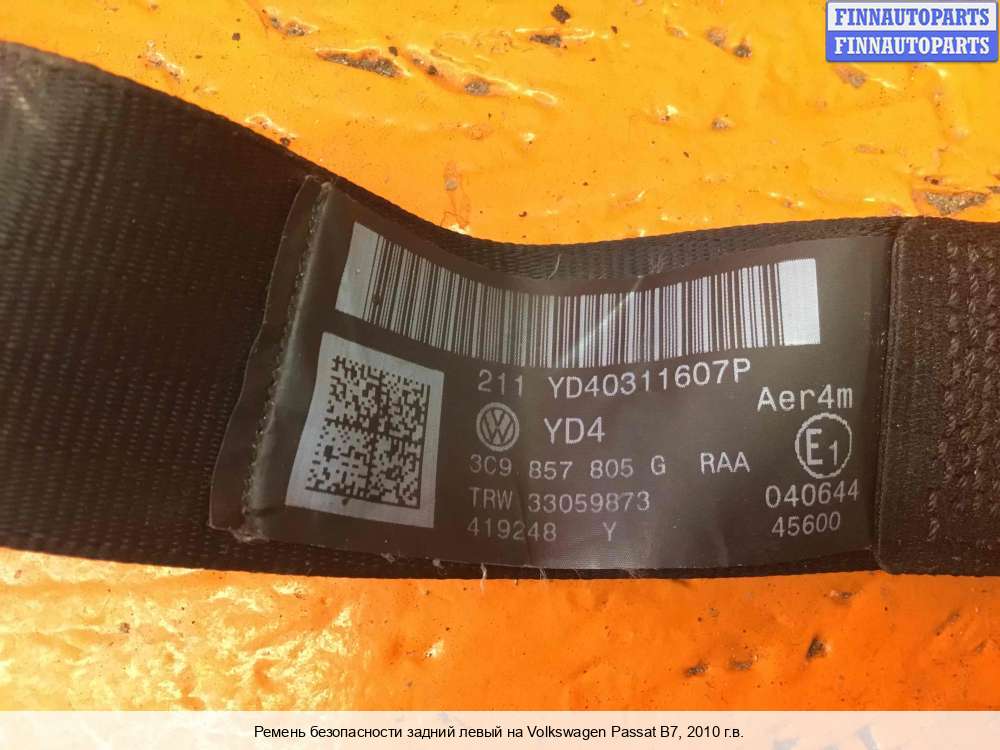 FINNAUTOPARTS
FINNAUTOPARTS
211 YD40311607P
Aer4m
YD4
E1
3C9 857 805 G RAA
TRW 33059873
040644
419248 Y
45600
Ремень безопасности задний левый на Volkswagen Passat B7, 2010 г.в.